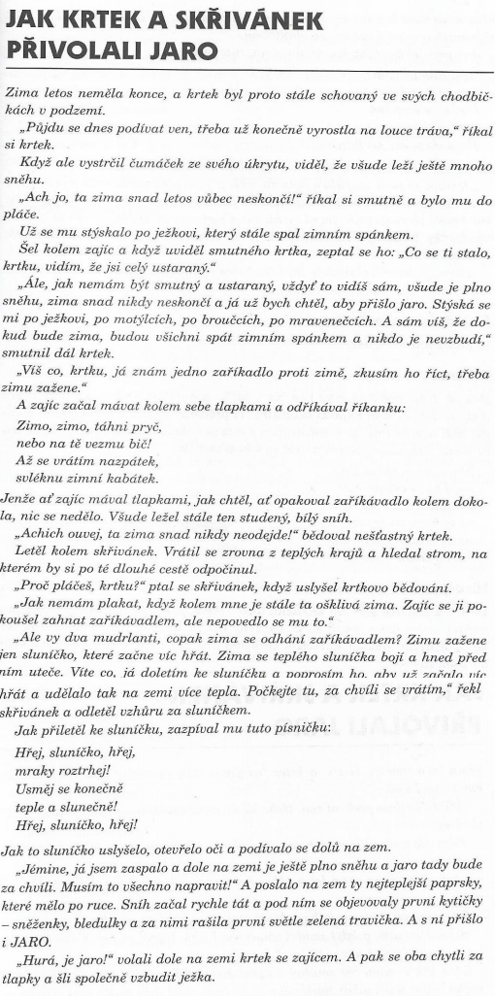 JAK KRTEK A SKŘIVÁNEK
PŘIVOLALI JARO
Zima letos neměla konce, a krtek byl proto stále schovaný ve svých chodbič-
kách v podzemí.
„Půjdu se dnes podívat ven, třeba už konečně vyrostla na louce tráva,“ říkal
si krtek.
Když ale vystrčil čumáček ze svého úkrytu, viděl, že všude leží ještě mnoho
sněhu.
„Ach jo, ta zima snad letos vůbec neskončí!“ říkal si smutně a bylo mu do
pláče.
Už se mu stýskalo po ježkovi, který stále spal zimním spánkem.
Šel kolem zajíc a když uviděl smutného krtka, zeptal se ho: „Co se ti stalo,
krtku, vidím, že jsi celý ustaraný.“
„Ále, jak nemám být smutný a ustaraný, vždyť to vidíš sám, všude je plno
sněhu, zima snad nikdy neskončí a já už bych chtěl, aby přišlo jaro. Stýská se
mi po ježkovi, po motýlcích, po broučcích, po mravenečcích. A sám víš, že do-
kud bude zima, budou všichni spát zimním spánkem a nikdo je nevzbudí,“
smutnil dál krtek.
„Víš co, krtku, já znám jedno zaříkadlo proti zimě, zkusím ho říct, třeba
zimu zažene.“
A zajíc začal mávat kolem sebe tlapkami a odříkával říkanku:
Zimo, zimo, táhni pryč,
nebo na tě vezmu bič!
Až se vrátím nazpátek,
svléknu zimní kabátek.
Jenže ať zajíc mával tlapkami, jak chtěl, ať opakoval zaříkávadlo kolem doko-
la, nic se nedělo. Všude ležel stále ten studený, bílý sníh.
„Achich ouvej, ta zima snad nikdy neodejde!“ bědoval nešťastný krtek.
Letěl kolem skřivánek. Vrátil se zrovna z teplých krajů a hledal strom, na
kterém by si po té dlouhé cestě odpočinul.
„Proč pláčeš, krtku?“ ptal se skřivánek, když uslyšel krtkovo bědování.
„Jak nemám plakat, když kolem mne je stále ta ošklivá zima. Zajíc se ji po-
koušel zahnat zaříkávadlem, ale nepovedlo se mu to.“
„Ale vy dva mudrlanti, copak zima se odhání zaříkávadlem? Zimu zažene
jen sluníčko, které začne víc hřát. Zima se teplého sluníčka bojí a hned před
ním uteče. Víte co, já doletím ke sluníčku a poprosím ho, aby už začalo víc
hřát a udělalo tak na zemi více tepla. Počkejte tu, za chvíli se vrátím,“ řekl
skřivánek a odletěl vzhůru za sluníčkem.
Jak přiletěl ke sluníčku, zazpíval mu tuto písničku:
Hřej, sluníčko, hřej,
mraky roztrhej!
Usměj se konečně
teple a slunečně!
Hřej, sluníčko, hřej!
Jak to sluníčko uslyšelo, otevřelo oči a podívalo se dolů na zem.
„Jémine, já jsem zaspalo a dole na zemi je ještě plno sněhu a jaro tady bude
za chvíli. Musím to všechno napravit!“ A poslalo na zem ty nejteplejší paprsky,
které mělo po ruce. Sníh začal rychle tát a pod ním se objevovaly první kytičky
– sněženky, bledulky a za nimi rašila první světle zelená travička. A s ní přišlo
i JARO.
„Hurá, je jaro!“ volali dole na zemi krtek se zajícem. A pak se oba chytli za
tlapky a šli společně vzbudit ježka.